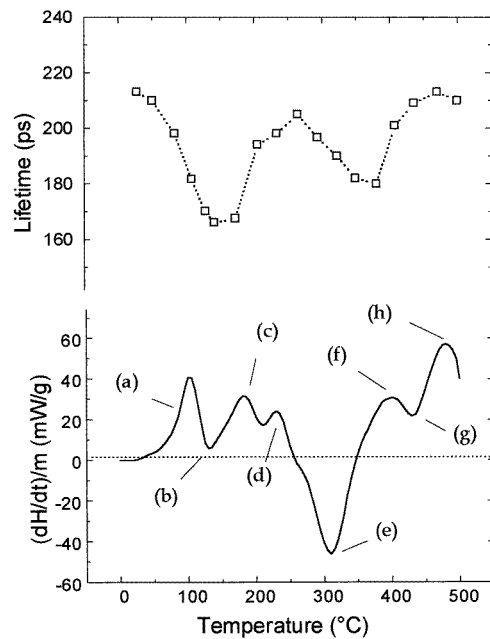 240
220
200
180
160
Lifetime (ps)
60
40
20
0
-20
-40
-60
(dH/dt)/m (mW/g)
(a)
(b)
(c)
(d)
(e)
(f)
(g)
(h)
0 100 200 300 400 500
Temperature (°C)